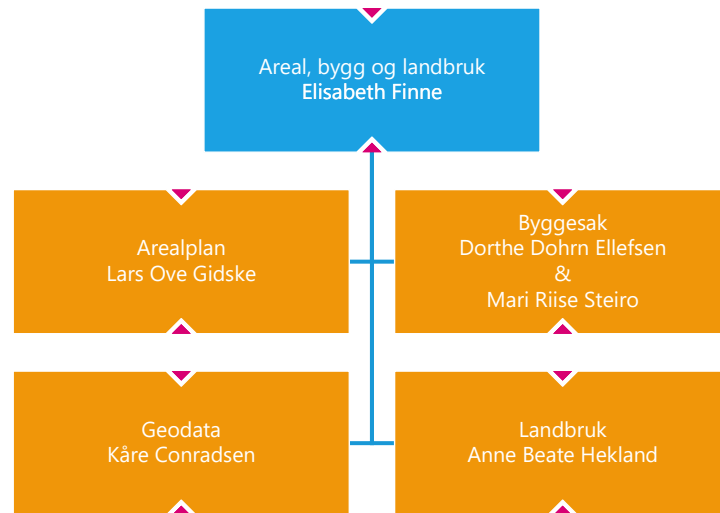 Areal, bygg og landbruk
Elisabeth Finne
Arealplan
Lars Ove Gidske
Byggesak
Dorthe Dohrn Ellefsen
&
Mari Riise Steiro
Geodata
Kåre Conradsen
Landbruk
Anne Beate Hekland